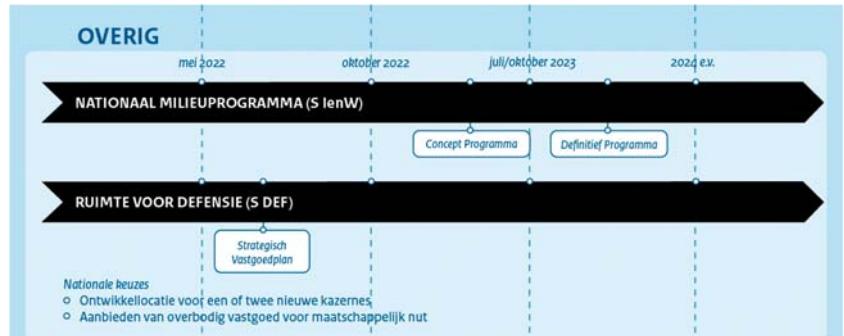 OVERIG
mei 2022 oktober 2022 juli/oktober 2023 2024 e.v.
NATIONAAL MILIEUPROGRAMMA (S IenW)
Concept Programma Definitief Programma
RUIMTE VOOR DEFENSIE (S DEF)
Strategisch
Vastgoedplan
Nationale keuzes
Ontwikkellocatie voor een of twee nieuwe kazernes
Aanbieden van overbodig vastgoed voor maatschappelijk nut